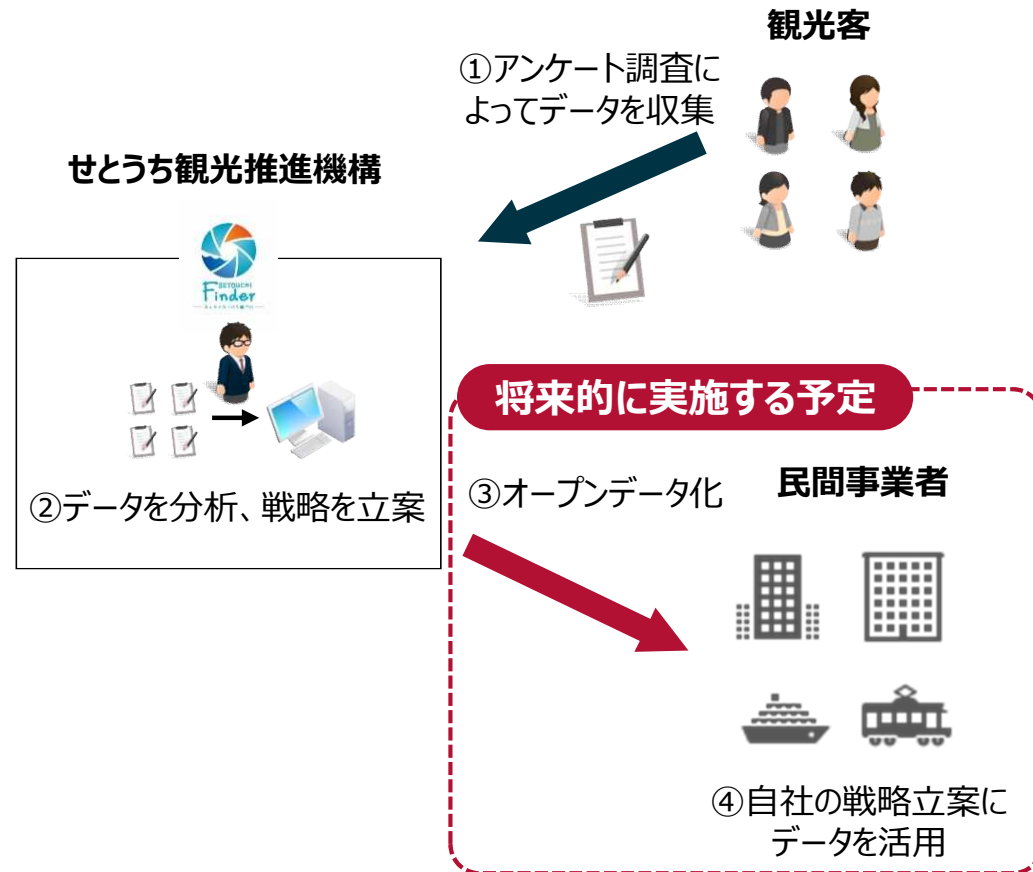 観光客
①アンケート調査に
よってデータを収集
せとうち観光推進機構
SETOUCHI
Finder
将来的に実施する予定
③オープンデータ化
民間事業者
②データを分析、戦略を立案
④自社の戦略立案に
データを活用